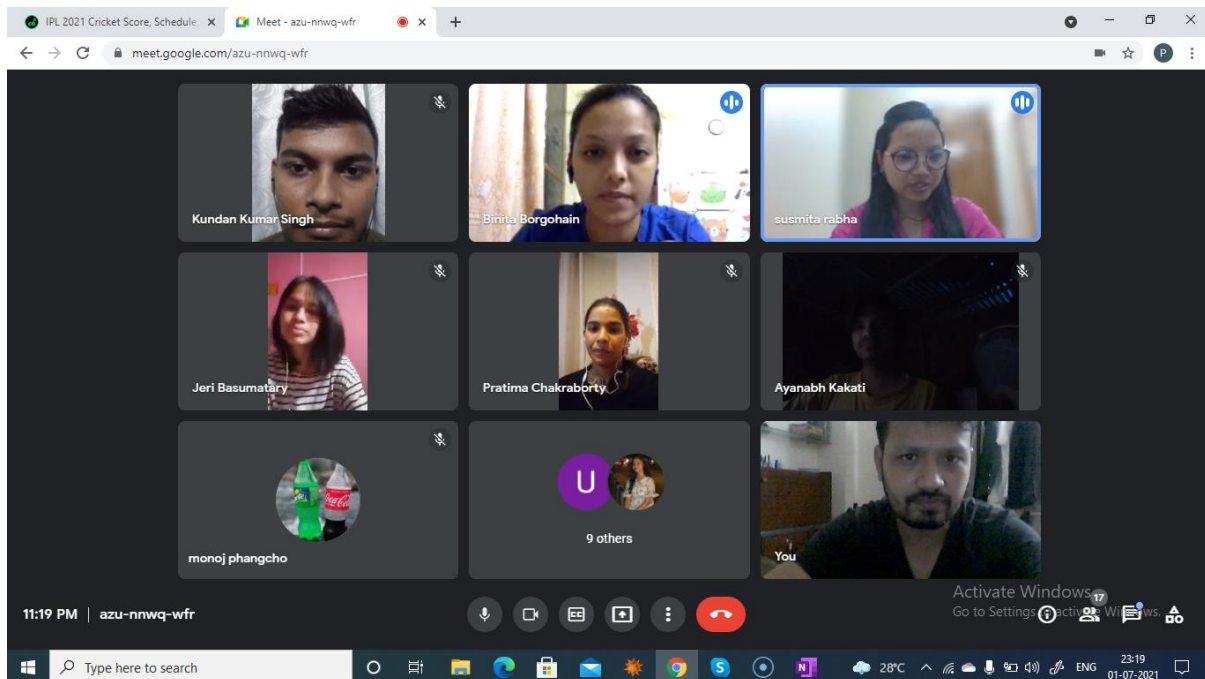 IPL 2021 Cricket Score, Schedule,
Meet - azu-nnwq-wfr
meet.google.com/azu-nnwq-wfr
P
Kundan Kumar Singh
Binita Borgohain
susmita rabha
Jeri Basumatary
Pratima Chakraborty
Ayanabh Kakati
monoj phangcho
U
9 others
You
Activate Windows
Go to Settings to activate Windows.
17
11:19 PM | azu-nnwq-wfr
CC
Type here to search
28°C
ENG
23:19
01-07-2021